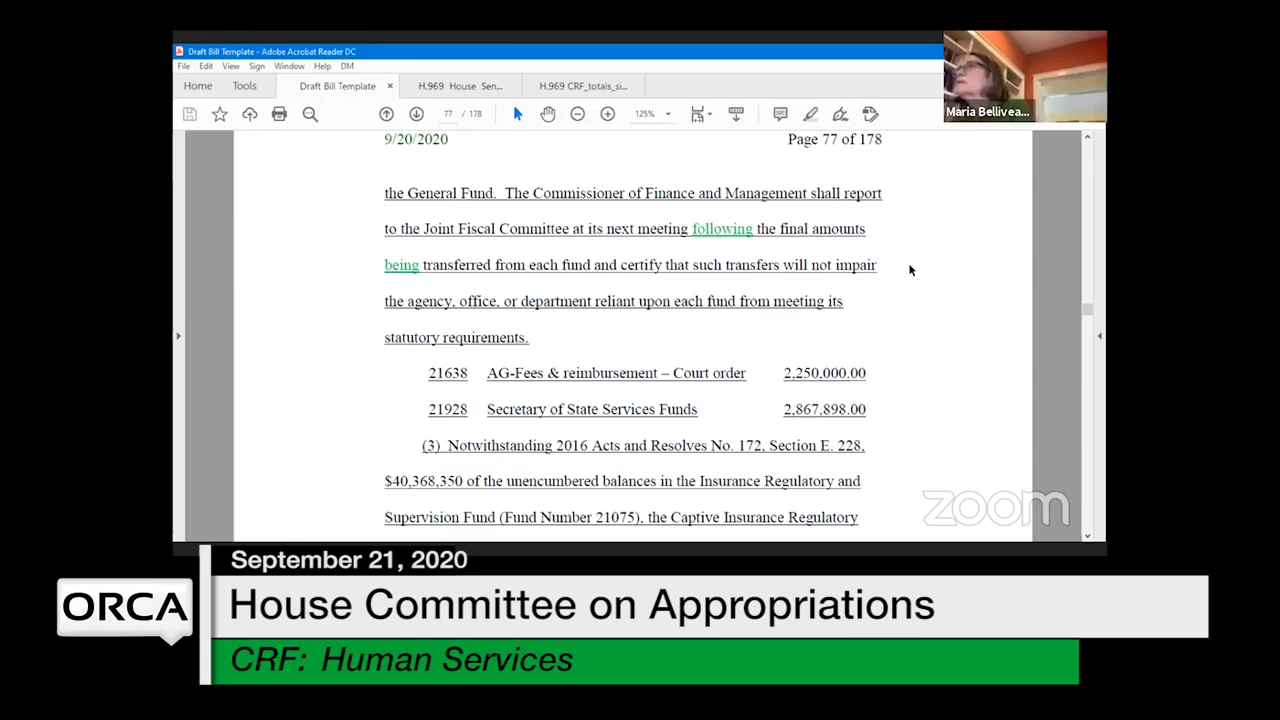 Draft Bill Template - Adobe Acrobat Reader DC
File Edit View Sign Window Help DM
Home Tools Draft Bill Template × H.969 House Sen... H.969 CRF_totals_si...
77 / 178 125%
Maria Bellivea...
9/20/2020 Page 77 of 178
the General Fund. The Commissioner of Finance and Management shall report
to the Joint Fiscal Committee at its next meeting following the final amounts
being transferred from each fund and certify that such transfers will not impair
the agency, office, or department reliant upon each fund from meeting its
statutory requirements.
21638 AG-Fees & reimbursement – Court order 2,250,000.00
21928 Secretary of State Services Funds 2,867,898.00
(3) Notwithstanding 2016 Acts and Resolves No. 172, Section E. 228,
$40,368,350 of the unencumbered balances in the Insurance Regulatory and
Supervision Fund (Fund Number 21075), the Captive Insurance Regulatory
zoom
September 21, 2020
ORCA
House Committee on Appropriations
CRF: Human Services